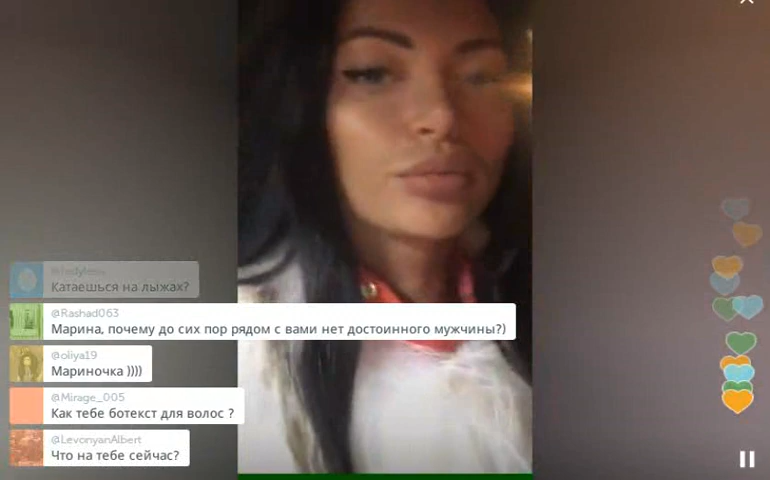 Катаешься на лыжах?
@Rashad063
Марина, почему до сих пор рядом с вами нет достоинного мужчины?)
@oliya19
Мариночка ))))
@Mirage_005
Как тебе ботекст для волос ?
@LevonyanAlbert
Что на тебе сейчас?